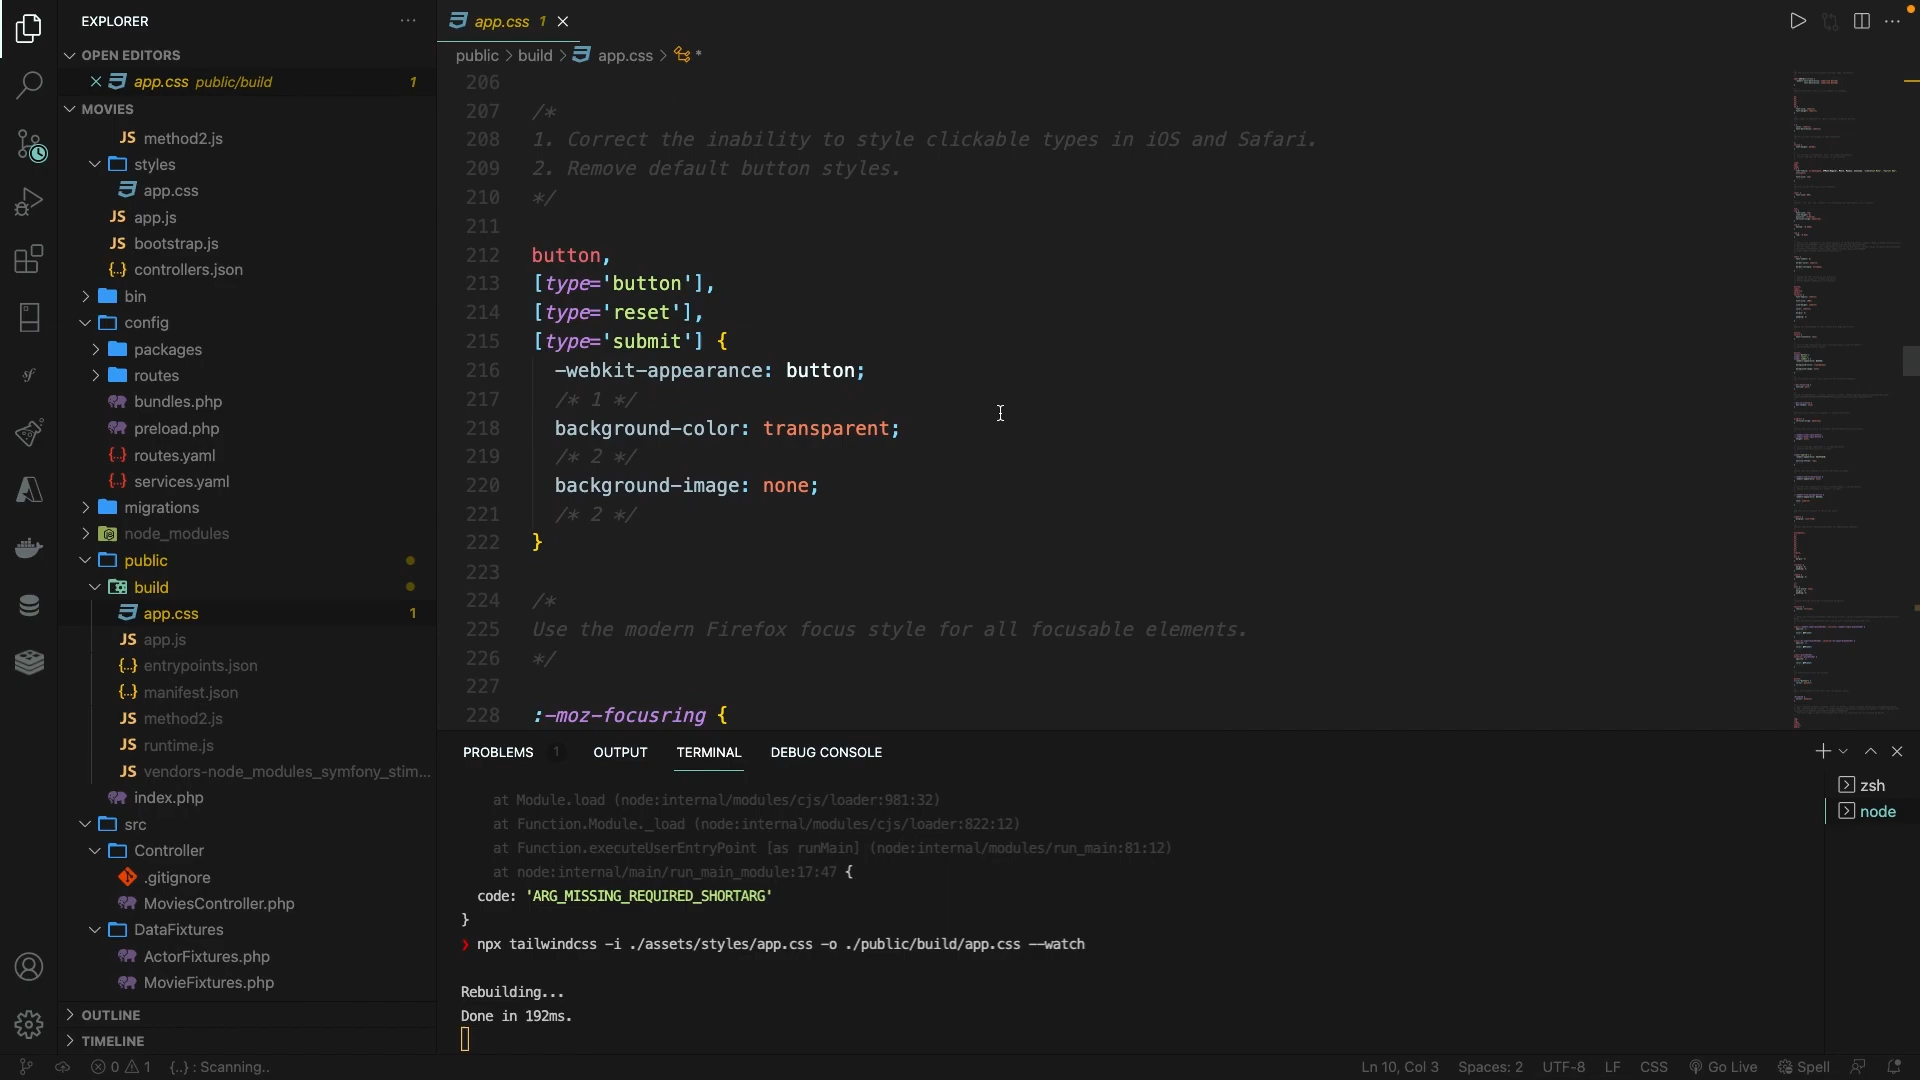 EXPLORER
OPEN EDITORS
app.css public/build 1
MOVIES
JS method2.js
styles
app.css
JS app.js
JS bootstrap.js
{..} controllers.json
bin
config
packages
routes
bundles.php
preload.php
routes.yaml
services.yaml
migrations
node_modules
public
build
app.css 1
JS app.js
{..} entrypoints.json
{..} manifest.json
JS method2.js
JS runtime.js
JS vendors-node_modules_symfony_stim...
index.php
src
Controller
.gitignore
MoviesController.php
DataFixtures
ActorFixtures.php
MovieFixtures.php
OUTLINE
TIMELINE
app.css 1
public > build > app.css > *
206
207 /*
208 1. Correct the inability to style clickable types in iOS and Safari.
209 2. Remove default button styles.
210 */
211
212 button,
213 [type='button'],
214 [type='reset'],
215 [type='submit'] {
216 -webkit-appearance: button;
217 /* 1 */
218 background-color: transparent;
219 /* 2 */
220 background-image: none;
221 /* 2 */
222 }
223
224 /*
225 Use the modern Firefox focus style for all focusable elements.
226 */
227
228 :-moz-focusring {
PROBLEMS 1 OUTPUT TERMINAL DEBUG CONSOLE
at Module.load (node:internal/modules/cjs/loader:981:32)
at Function.Module._load (node:internal/modules/cjs/loader:822:12)
at Function.executeUserEntryPoint [as runMain] (node:internal/modules/run_main:81:12)
at node:internal/main/run_main_module:17:47 {
code: 'ARG_MISSING_REQUIRED_SHORTARG'
}
❯ npx tailwindcss -i ./assets/styles/app.css -o ./public/build/app.css --watch
Rebuilding...
Done in 192ms.
zsh
node
0 1 {..} : Scanning..
Ln 10, Col 3 Spaces: 2 UTF-8 LF CSS Go Live Spell